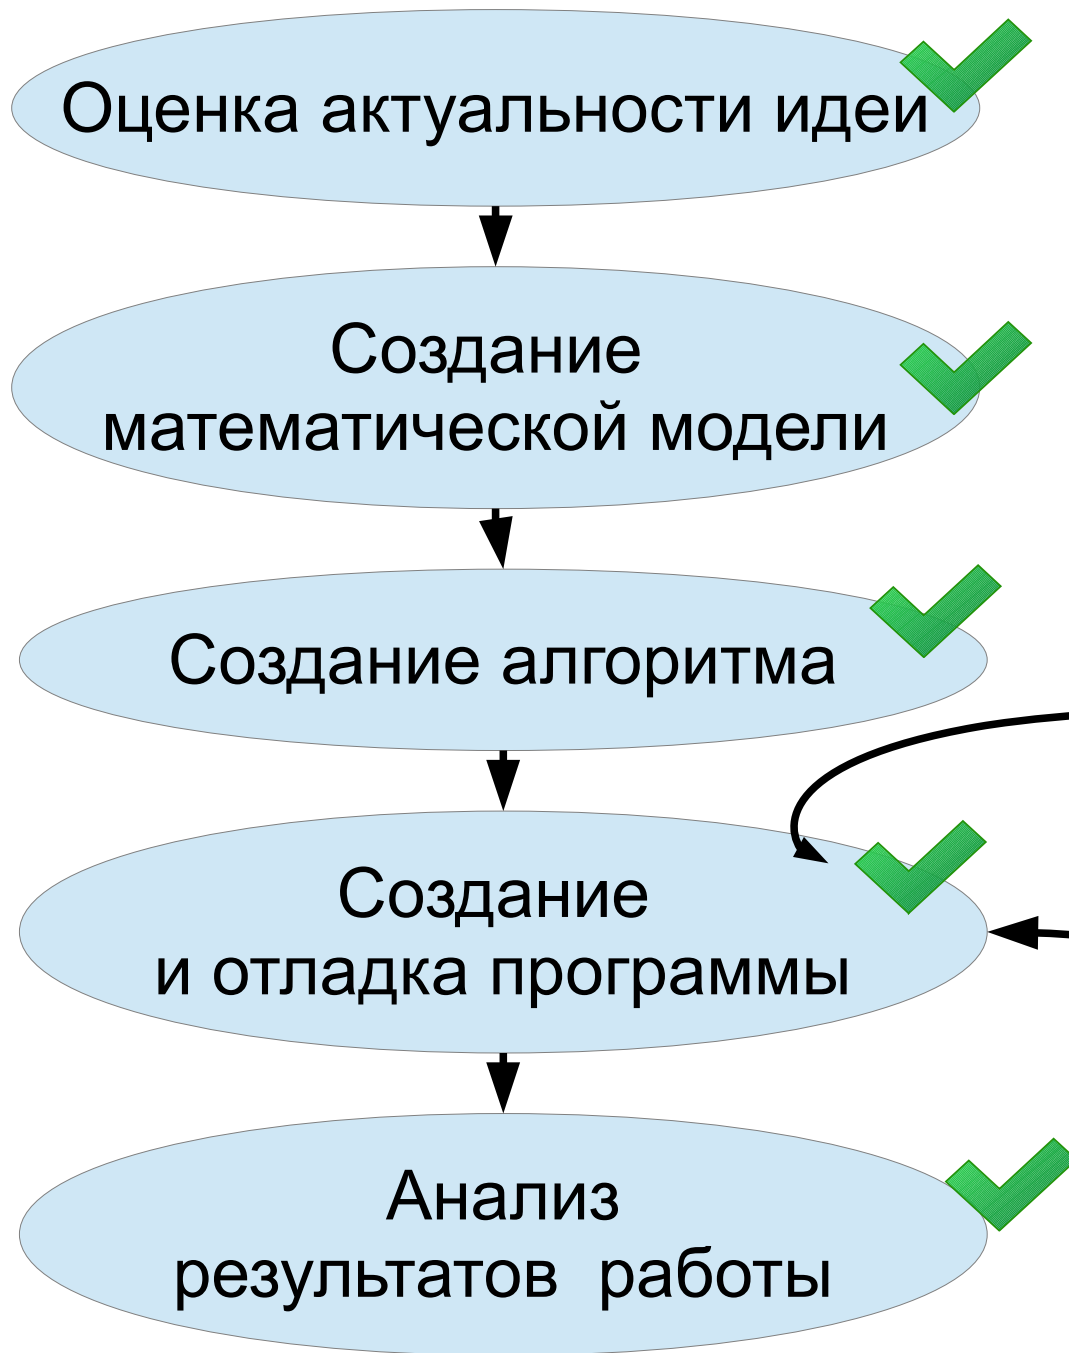 Оценка актуальности идеи
Создание
математической модели
Создание алгоритма
Создание
и отладка программы
Анализ
результатов  работы